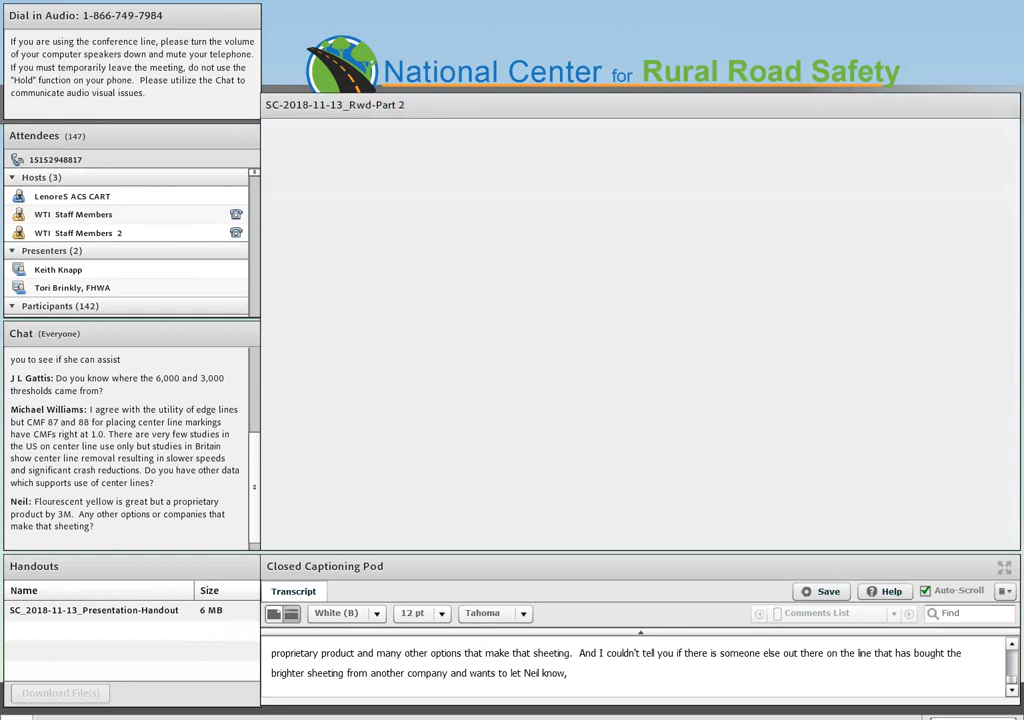 Dial in Audio: 1-866-749-7984
If you are using the conference line, please turn the volume
of your computer speakers down and mute your telephone.
If you must temporarily leave the meeting, do not use the
"Hold" function on your phone. Please utilize the Chat to
communicate audio visual issues.
National Center for Rural Road Safety
SC-2018-11-13_Rwd-Part 2
Attendees (147)
15152948817
Hosts (3)
LenoreS ACS CART
WTI Staff Members
WTI Staff Members 2
Presenters (2)
Keith Knapp
Tori Brinkly, FHWA
Participants (142)
Chat (Everyone)
you to see if she can assist
J L Gattis: Do you know where the 6,000 and 3,000
thresholds came from?
Michael Williams: I agree with the utility of edge lines
but CMF 87 and 88 for placing center line markings
have CMFs right at 1.0. There are very few studies in
the US on center line use only but studies in Britain
show center line removal resulting in slower speeds
and significant crash reductions. Do you have other data
which supports use of center lines?
Neil: Flourescent yellow is great but a proprietary
product by 3M. Any other options or companies that
make that sheeting?
Handouts
Name Size
SC_2018-11-13_Presentation-Handout 6 MB
Download File(s)
Closed Captioning Pod
Transcript
Save Help Auto-Scroll
White (B) 12 pt Tahoma Comments List Find
proprietary product and many other options that make that sheeting. And I couldn't tell you if there is someone else out there on the line that has bought the
brighter sheeting from another company and wants to let Neil know,